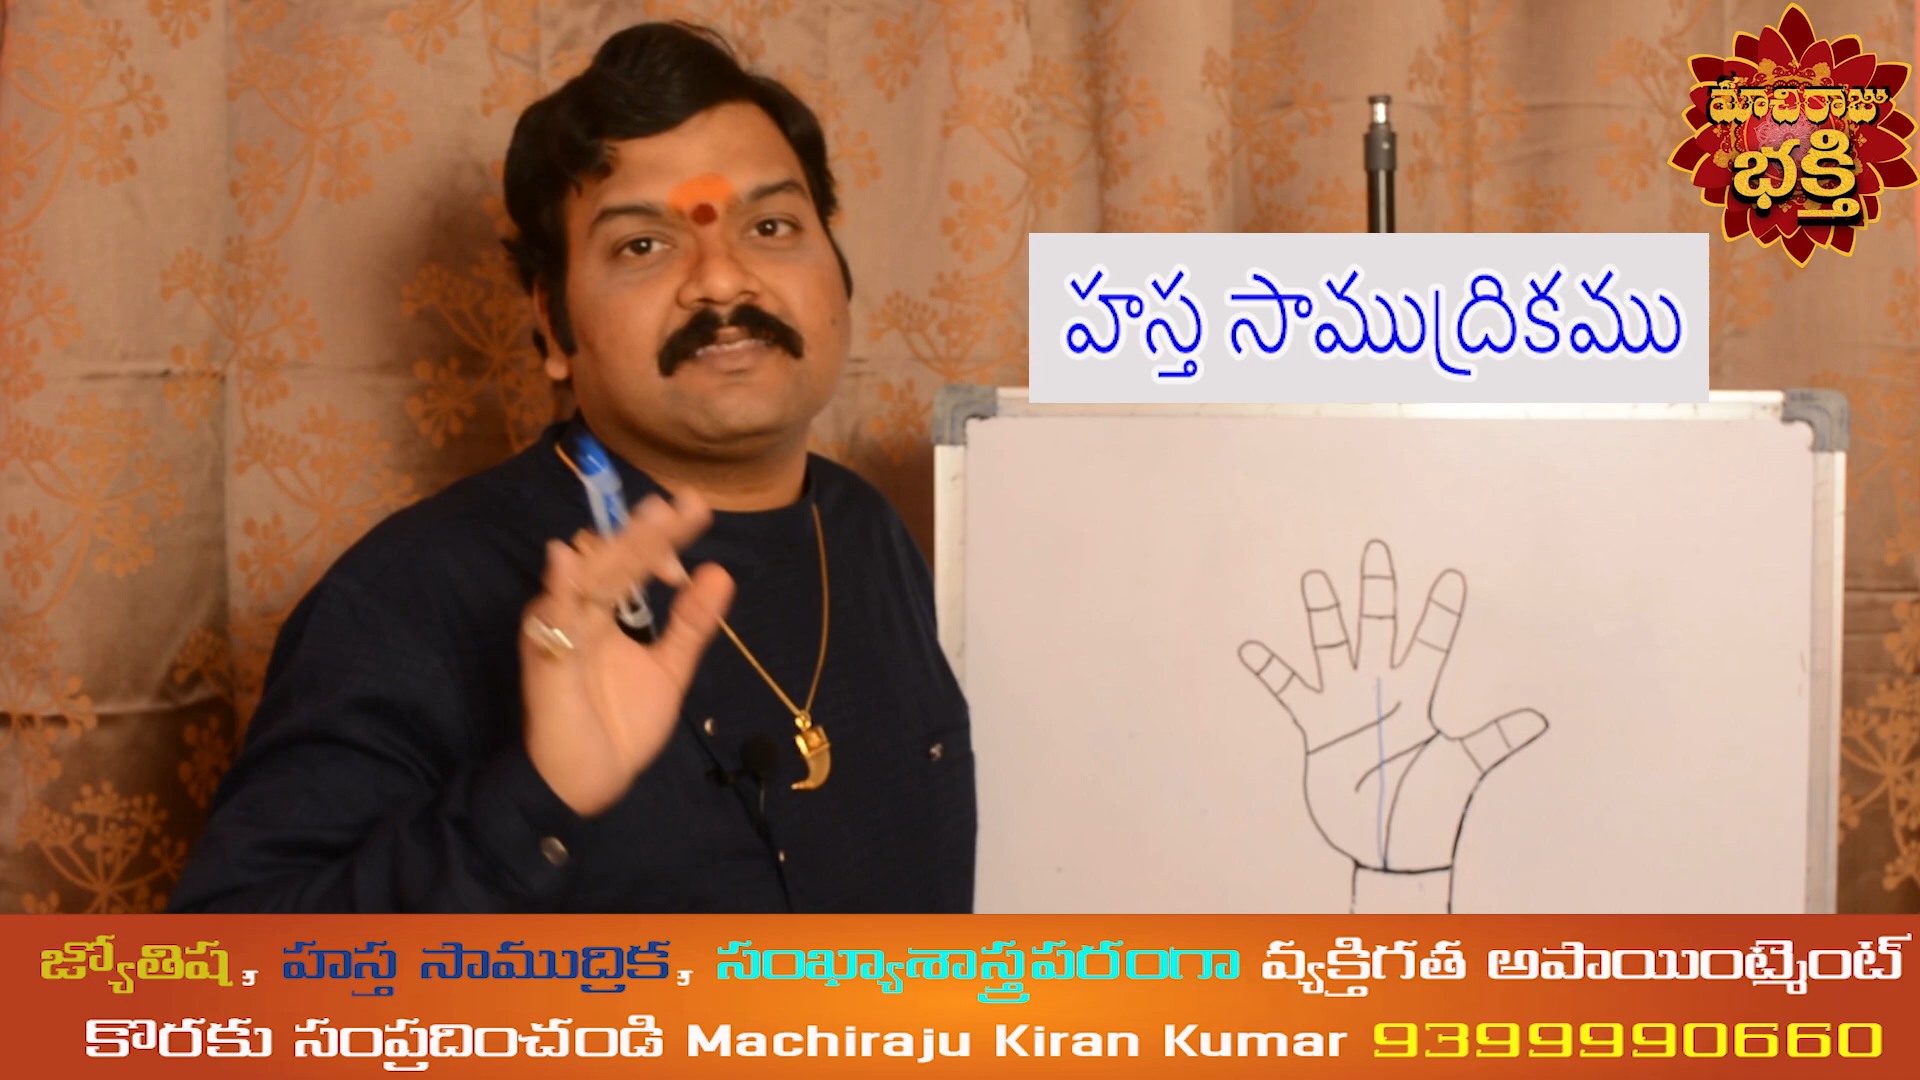 మాచిరాజు
భక్తి
హస్త సాముద్రికము
జ్యోతిష, హస్త సాముద్రిక, సంఖ్యాశాస్త్రపరంగా వ్యక్తిగత అపాయింట్మెంట్
కొరకు సంప్రదించండి Machiraju Kiran Kumar 9399990660